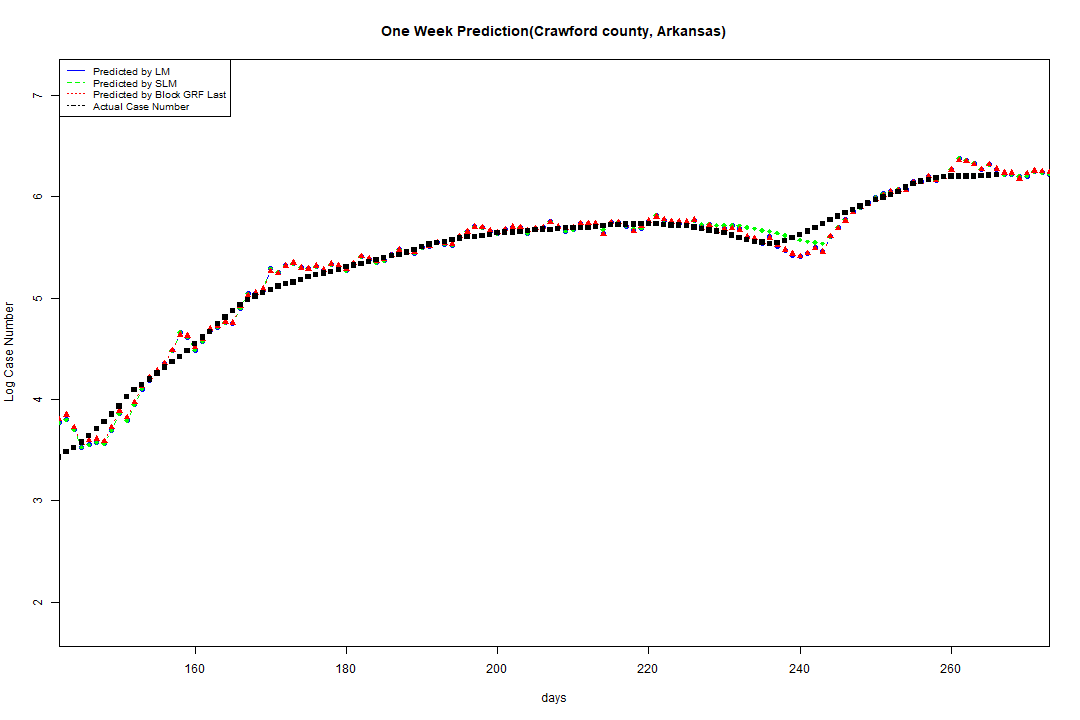 One Week Prediction(Crawford county, Arkansas)
Predicted by LM
Predicted by SLM
Predicted by Block GRF Last
Actual Case Number
7
6
5
4
3
2
Log Case Number
160 180 200 220 240 260
days